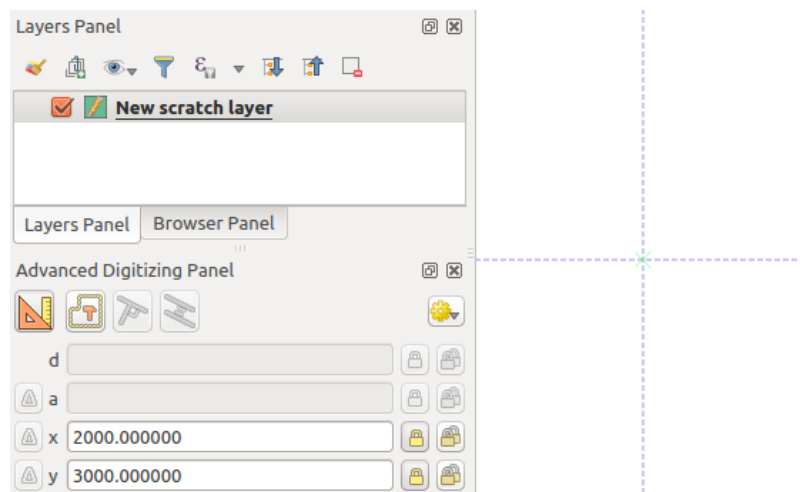 Layers Panel
New scratch layer
Layers Panel
Browser Panel
Advanced Digitizing Panel
d
a
x 2000.000000
y 3000.000000